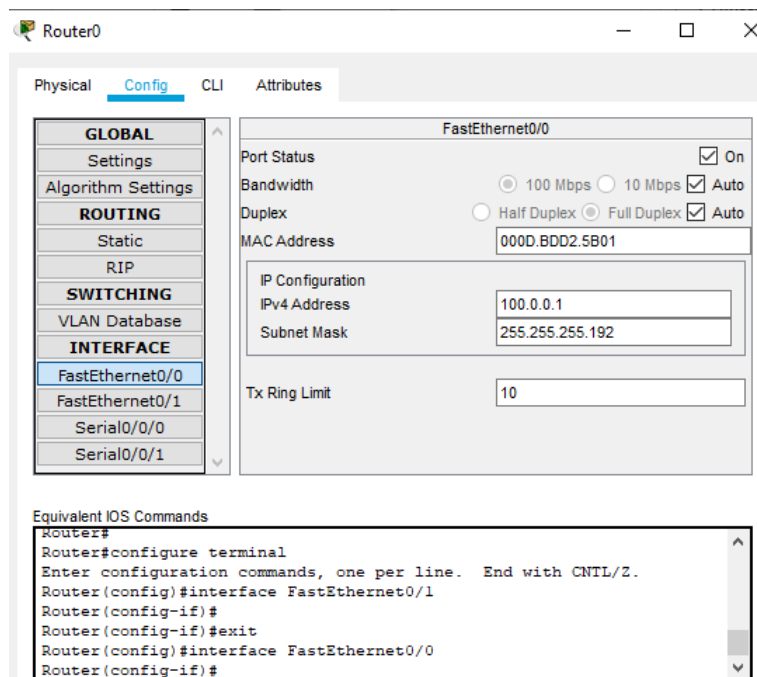 Router0
Physical Config CLI Attributes
GLOBAL
Settings
Algorithm Settings
ROUTING
Static
RIP
SWITCHING
VLAN Database
INTERFACE
FastEthernet0/0
FastEthernet0/1
Serial0/0/0
Serial0/0/1
FastEthernet0/0
Port Status On
Bandwidth 100 Mbps 10 Mbps Auto
Duplex Half Duplex Full Duplex Auto
MAC Address 000D.BDD2.5B01
IP Configuration
IPv4 Address 100.0.0.1
Subnet Mask 255.255.255.192
Tx Ring Limit 10
Equivalent IOS Commands
Router#
Router#configure terminal
Enter configuration commands, one per line. End with CNTL/Z.
Router(config)#interface FastEthernet0/1
Router(config-if)#
Router(config-if)#exit
Router(config)#interface FastEthernet0/0
Router(config-if)#